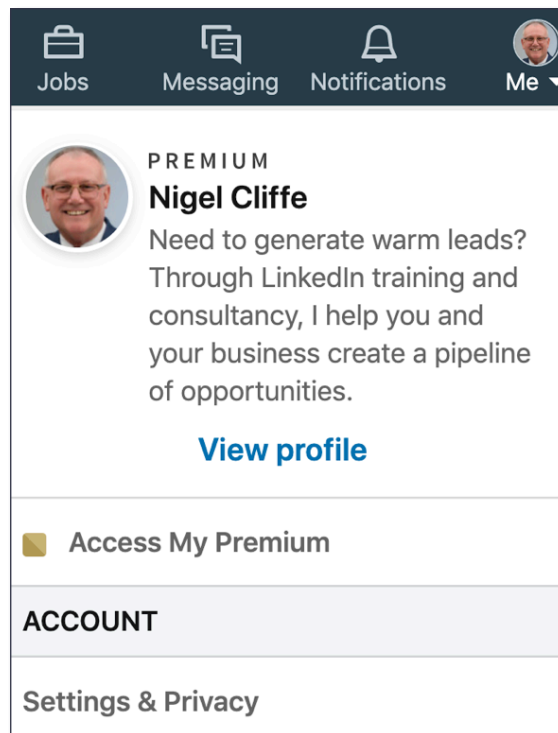 Jobs
Messaging
Notifications
Me
PREMIUM
Nigel Cliffe
Need to generate warm leads?
Through LinkedIn training and
consultancy, I help you and
your business create a pipeline
of opportunities.
View profile
Access My Premium
ACCOUNT
Settings & Privacy